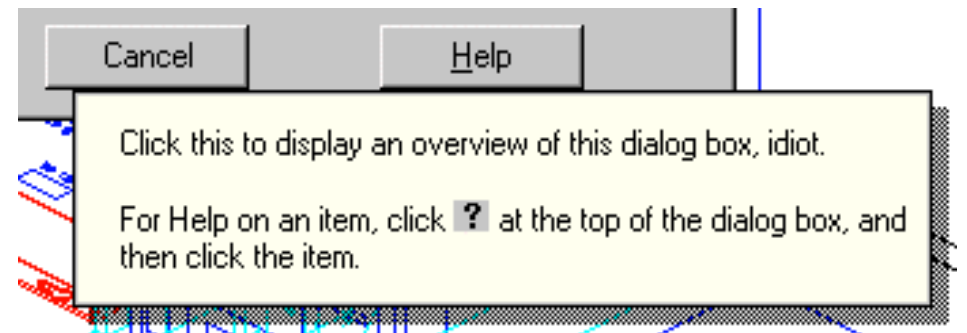 Cancel Help
Click this to display an overview of this dialog box, idiot.
For Help on an item, click ? at the top of the dialog box, and
then click the item.